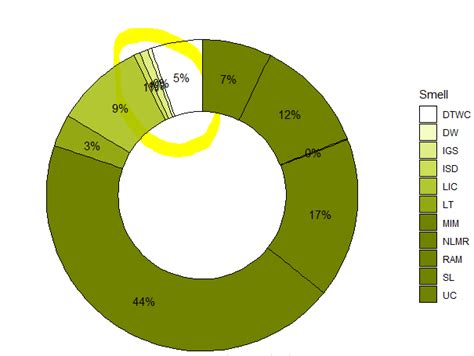 5%
7%
9%
12%
3%
0%
17%
44%
Smell
DTWC
DW
IGS
ISD
LIC
LT
MIM
NLMR
RAM
SL
UC